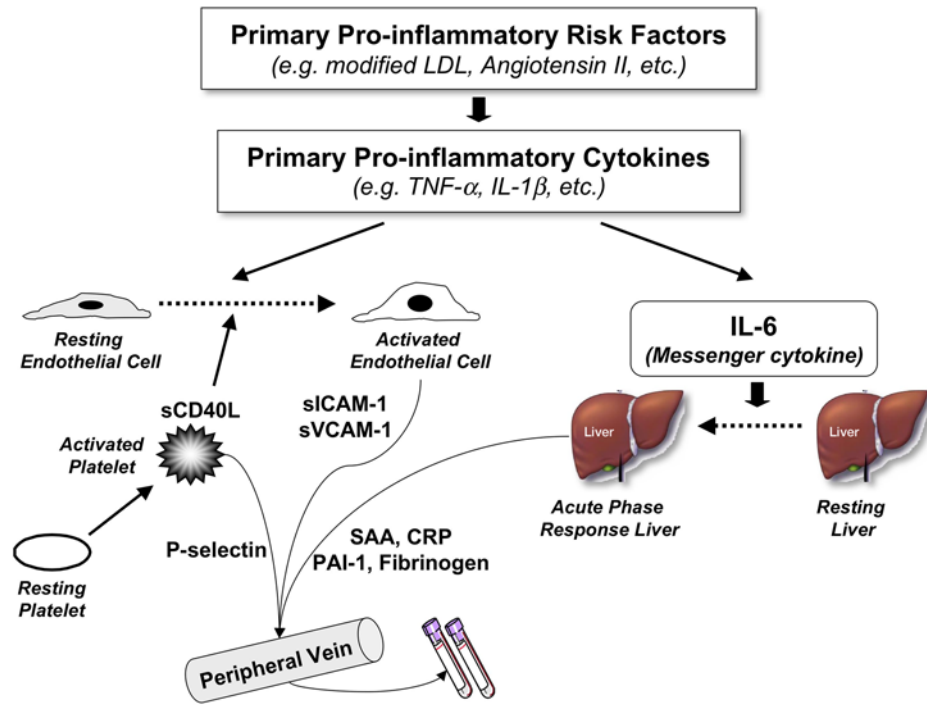 Primary Pro-inflammatory Risk Factors
(e.g. modified LDL, Angiotensin II, etc.)
Primary Pro-inflammatory Cytokines
(e.g. TNF-α, IL-1β, etc.)
Resting
Endothelial Cell
Activated
Endothelial Cell
IL-6
(Messenger cytokine)
sCD40L
Activated
Platelet
sICAM-1
sVCAM-1
Liver
Liver
Acute Phase
Response Liver
Resting
Liver
P-selectin
SAA, CRP
PAI-1, Fibrinogen
Resting
Platelet
Peripheral Vein